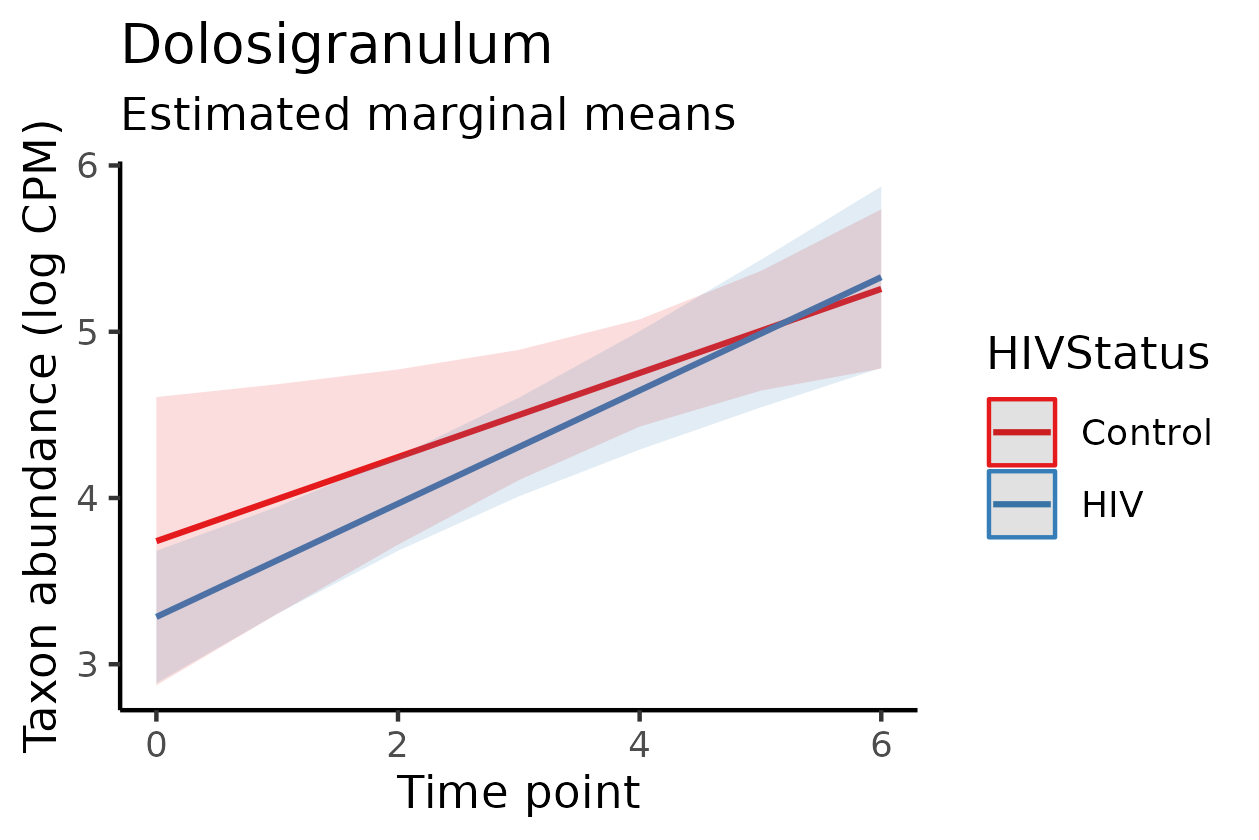 Dolosigranulum
Estimated marginal means
Taxon abundance (log CPM)
6
5
4
3
0 2 4 6
Time point
HIVStatus
Control
HIV